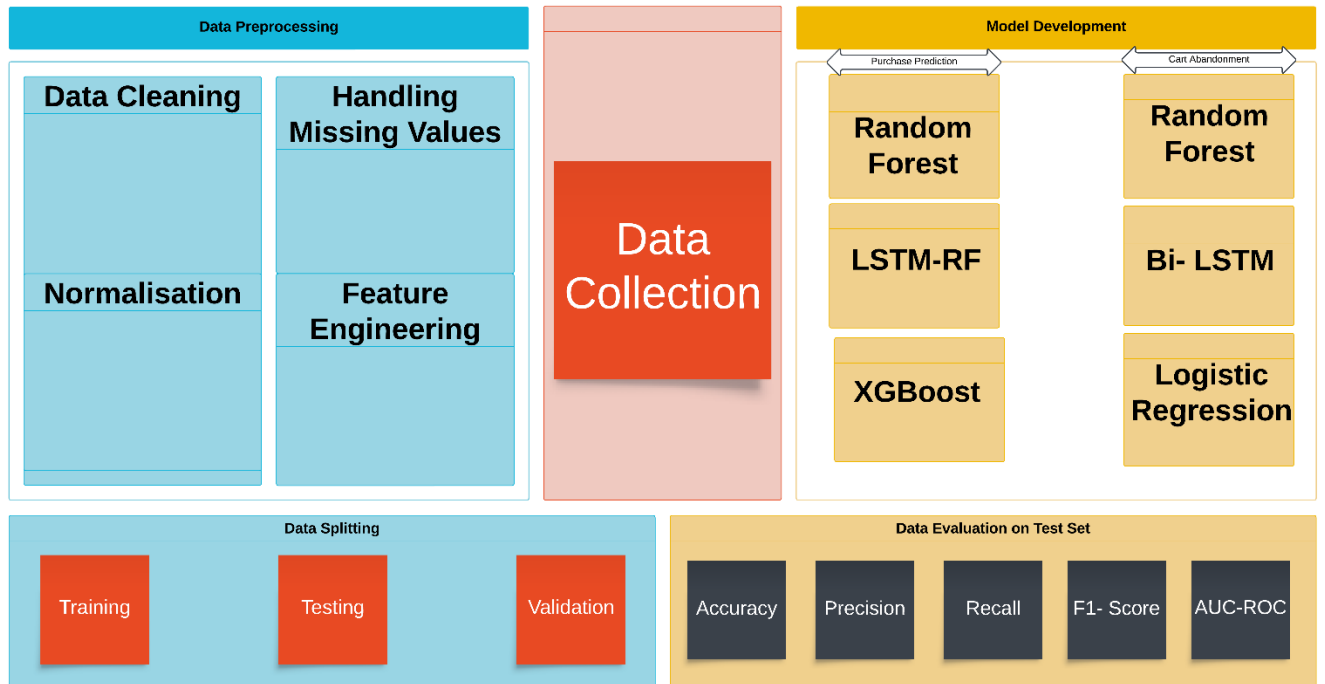 Data Preprocessing
Data Cleaning
Handling
Missing Values
Normalisation
Feature
Engineering
Data
Collection
Model Development
Purchase Prediction
Cart Abandonment
Random
Forest
Random
Forest
LSTM-RF
Bi- LSTM
XGBoost
Logistic
Regression
Data Splitting
Training
Testing
Validation
Data Evaluation on Test Set
Accuracy
Precision
Recall
F1- Score
AUC-ROC